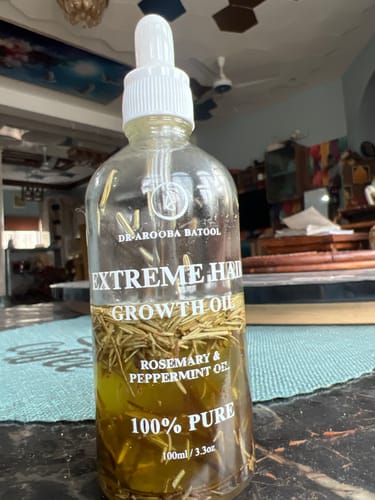 DR·AROOBA BATOOL
EXTREME HAIR
GROWTH OIL
ROSEMARY &
PEPPERMINT OIL
100% PURE
100ml / 3.3oz